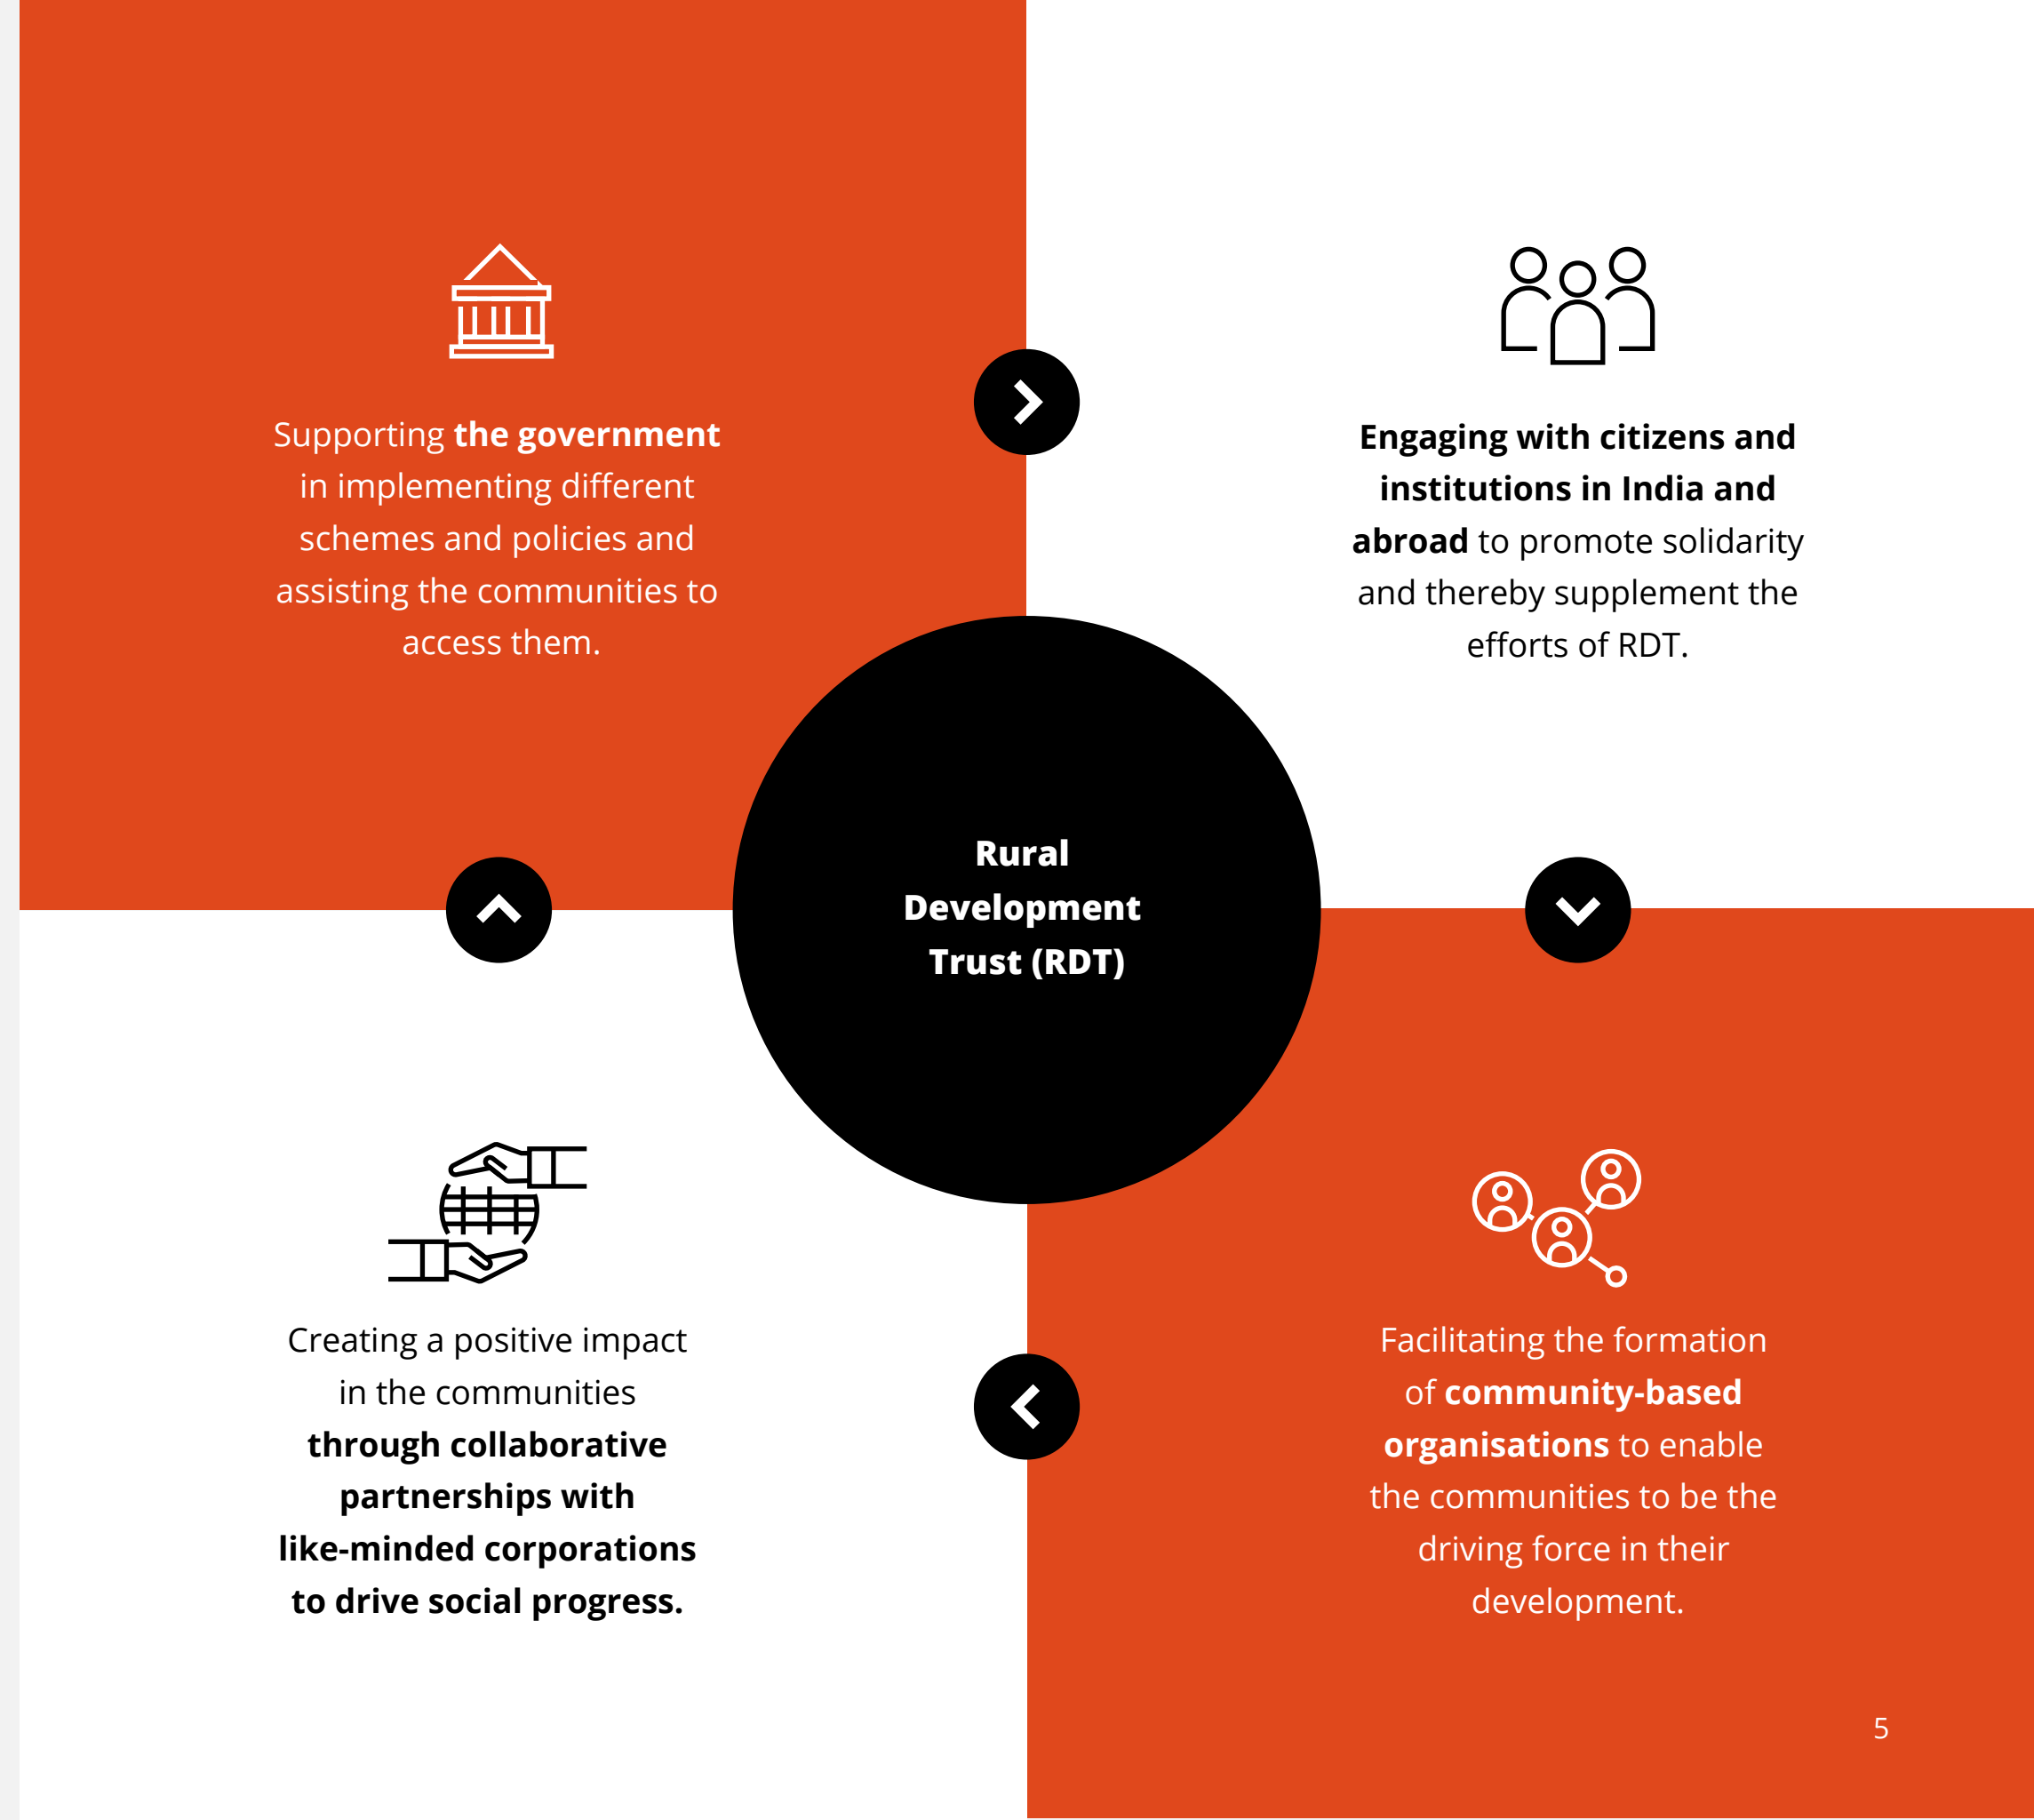 Supporting the government
in implementing different
schemes and policies and
assisting the communities to
access them.
Engaging with citizens and
institutions in India and
abroad to promote solidarity
and thereby supplement the
efforts of RDT.
Rural
Development
Trust (RDT)
Creating a positive impact
in the communities
through collaborative
partnerships with
like-minded corporations
to drive social progress.
Facilitating the formation
of community-based
organisations to enable
the communities to be the
driving force in their
development.
5